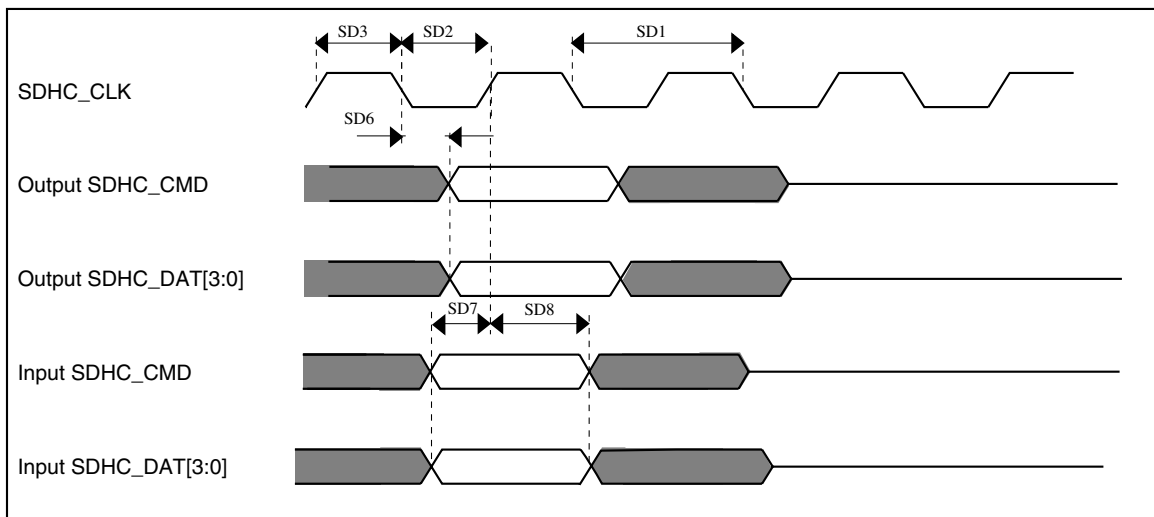 SD3
SD2
SD1
SDHC_CLK
SD6
Output SDHC_CMD
Output SDHC_DAT[3:0]
SD7
SD8
Input SDHC_CMD
Input SDHC_DAT[3:0]